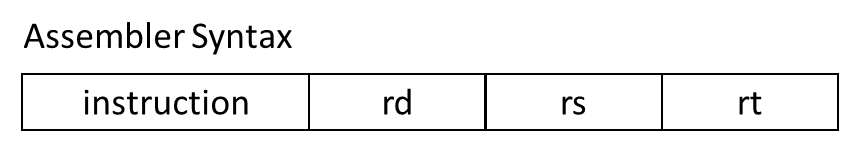 Assembler Syntax
instruction rd rs rt